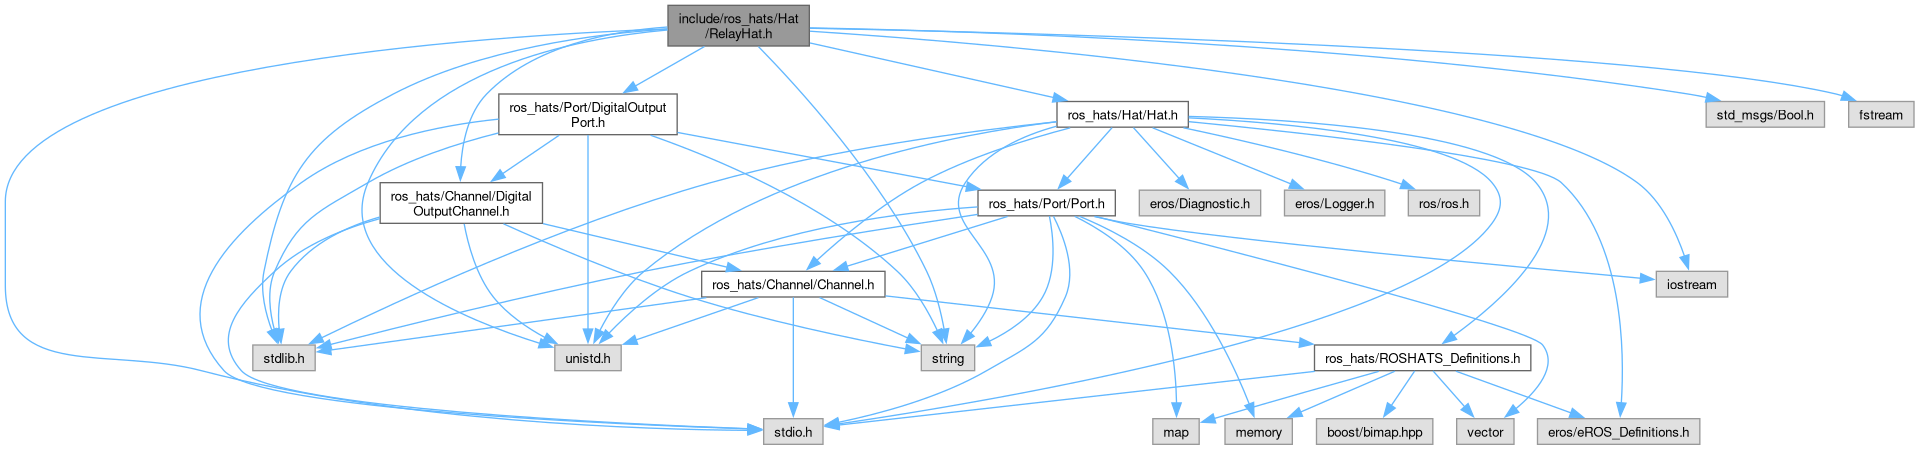 include/ros_hats/Hat
/RelayHat.h
ros_hats/Port/DigitalOutput
Port.h
ros_hats/Hat/Hat.h
std_msgs/Bool.h
fstream
ros_hats/Channel/Digital
OutputChannel.h
ros_hats/Port/Port.h
eros/Diagnostic.h
eros/Logger.h
ros/ros.h
ros_hats/Channel/Channel.h
iostream
stdlib.h
unistd.h
string
ros_hats/ROSHATS_Definitions.h
stdio.h
map
memory
boost/bimap.hpp
vector
eros/eROS_Definitions.h